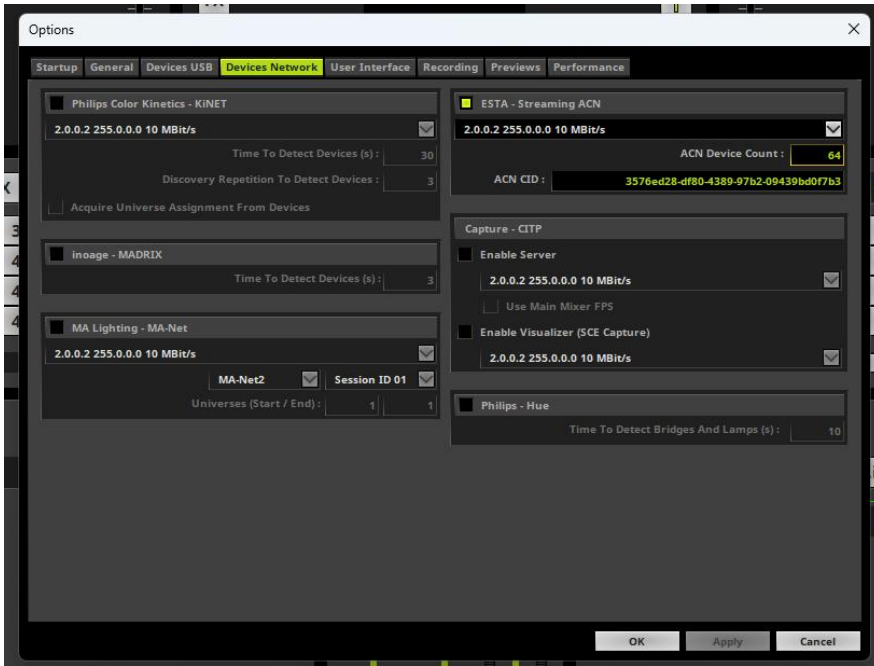 Options
Startup General Devices USB Devices Network User Interface Recording Previews Performance
Philips Color Kinetics - KiNET
2.0.0.2 255.0.0.0 10 MBit/s
Time To Detect Devices (s) : 30
Discovery Repetition To Detect Devices : 3
Acquire Universe Assignment From Devices
inoage - MADRIX
Time To Detect Devices (s) : 3
MA Lighting - MA-Net
2.0.0.2 255.0.0.0 10 MBit/s
MA-Net2 Session ID 01
Universes (Start / End) : 1 1
ESTA - Streaming ACN
2.0.0.2 255.0.0.0 10 MBit/s
ACN Device Count : 64
ACN CID : 3576ed28-df80-4389-97b2-09439bd0f7b3
Capture - CITP
Enable Server
2.0.0.2 255.0.0.0 10 MBit/s
Use Main Mixer FPS
Enable Visualizer (SCE Capture)
2.0.0.2 255.0.0.0 10 MBit/s
Philips - Hue
Time To Detect Bridges And Lamps (s) : 10
OK Apply Cancel